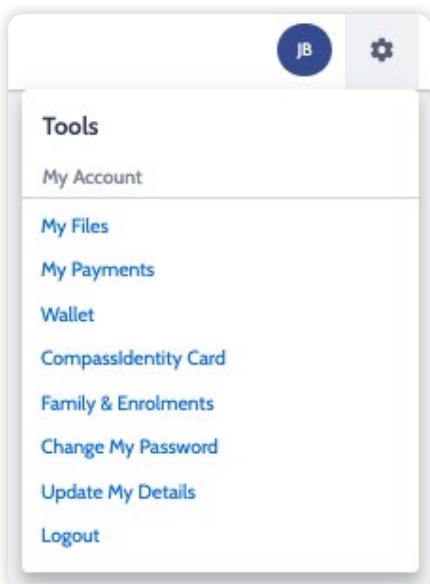 JB
Tools
My Account
My Files
My Payments
Wallet
CompassIdentity Card
Family & Enrolments
Change My Password
Update My Details
Logout